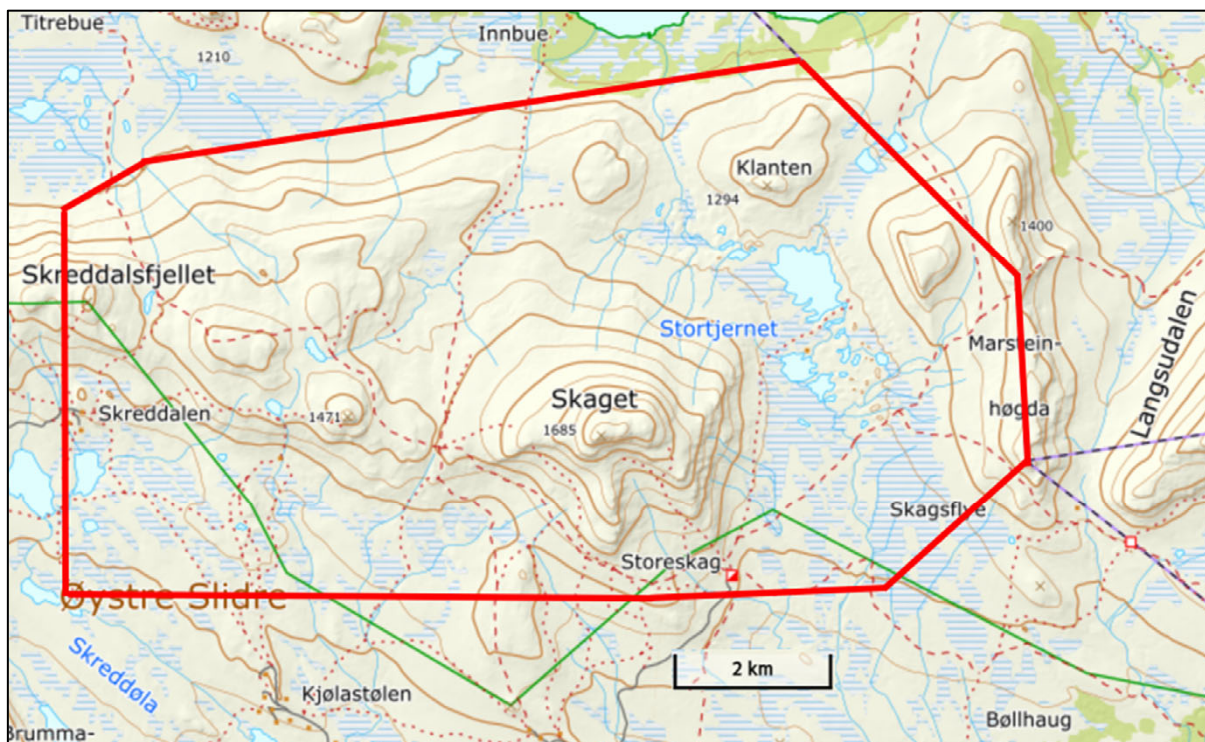 Titrebue
Innbue
1210
Klanten
1294
1400
Skreddalsfjellet
Stortjernet
Marstein-
høgda
Langsudalen
Skaget
Skreddalen
1471
1685
Skagsflye
Storeskag
Øystre Slidre
Skreddøla
2 km
Kjølastølen
Bøllhaug
Brumma-